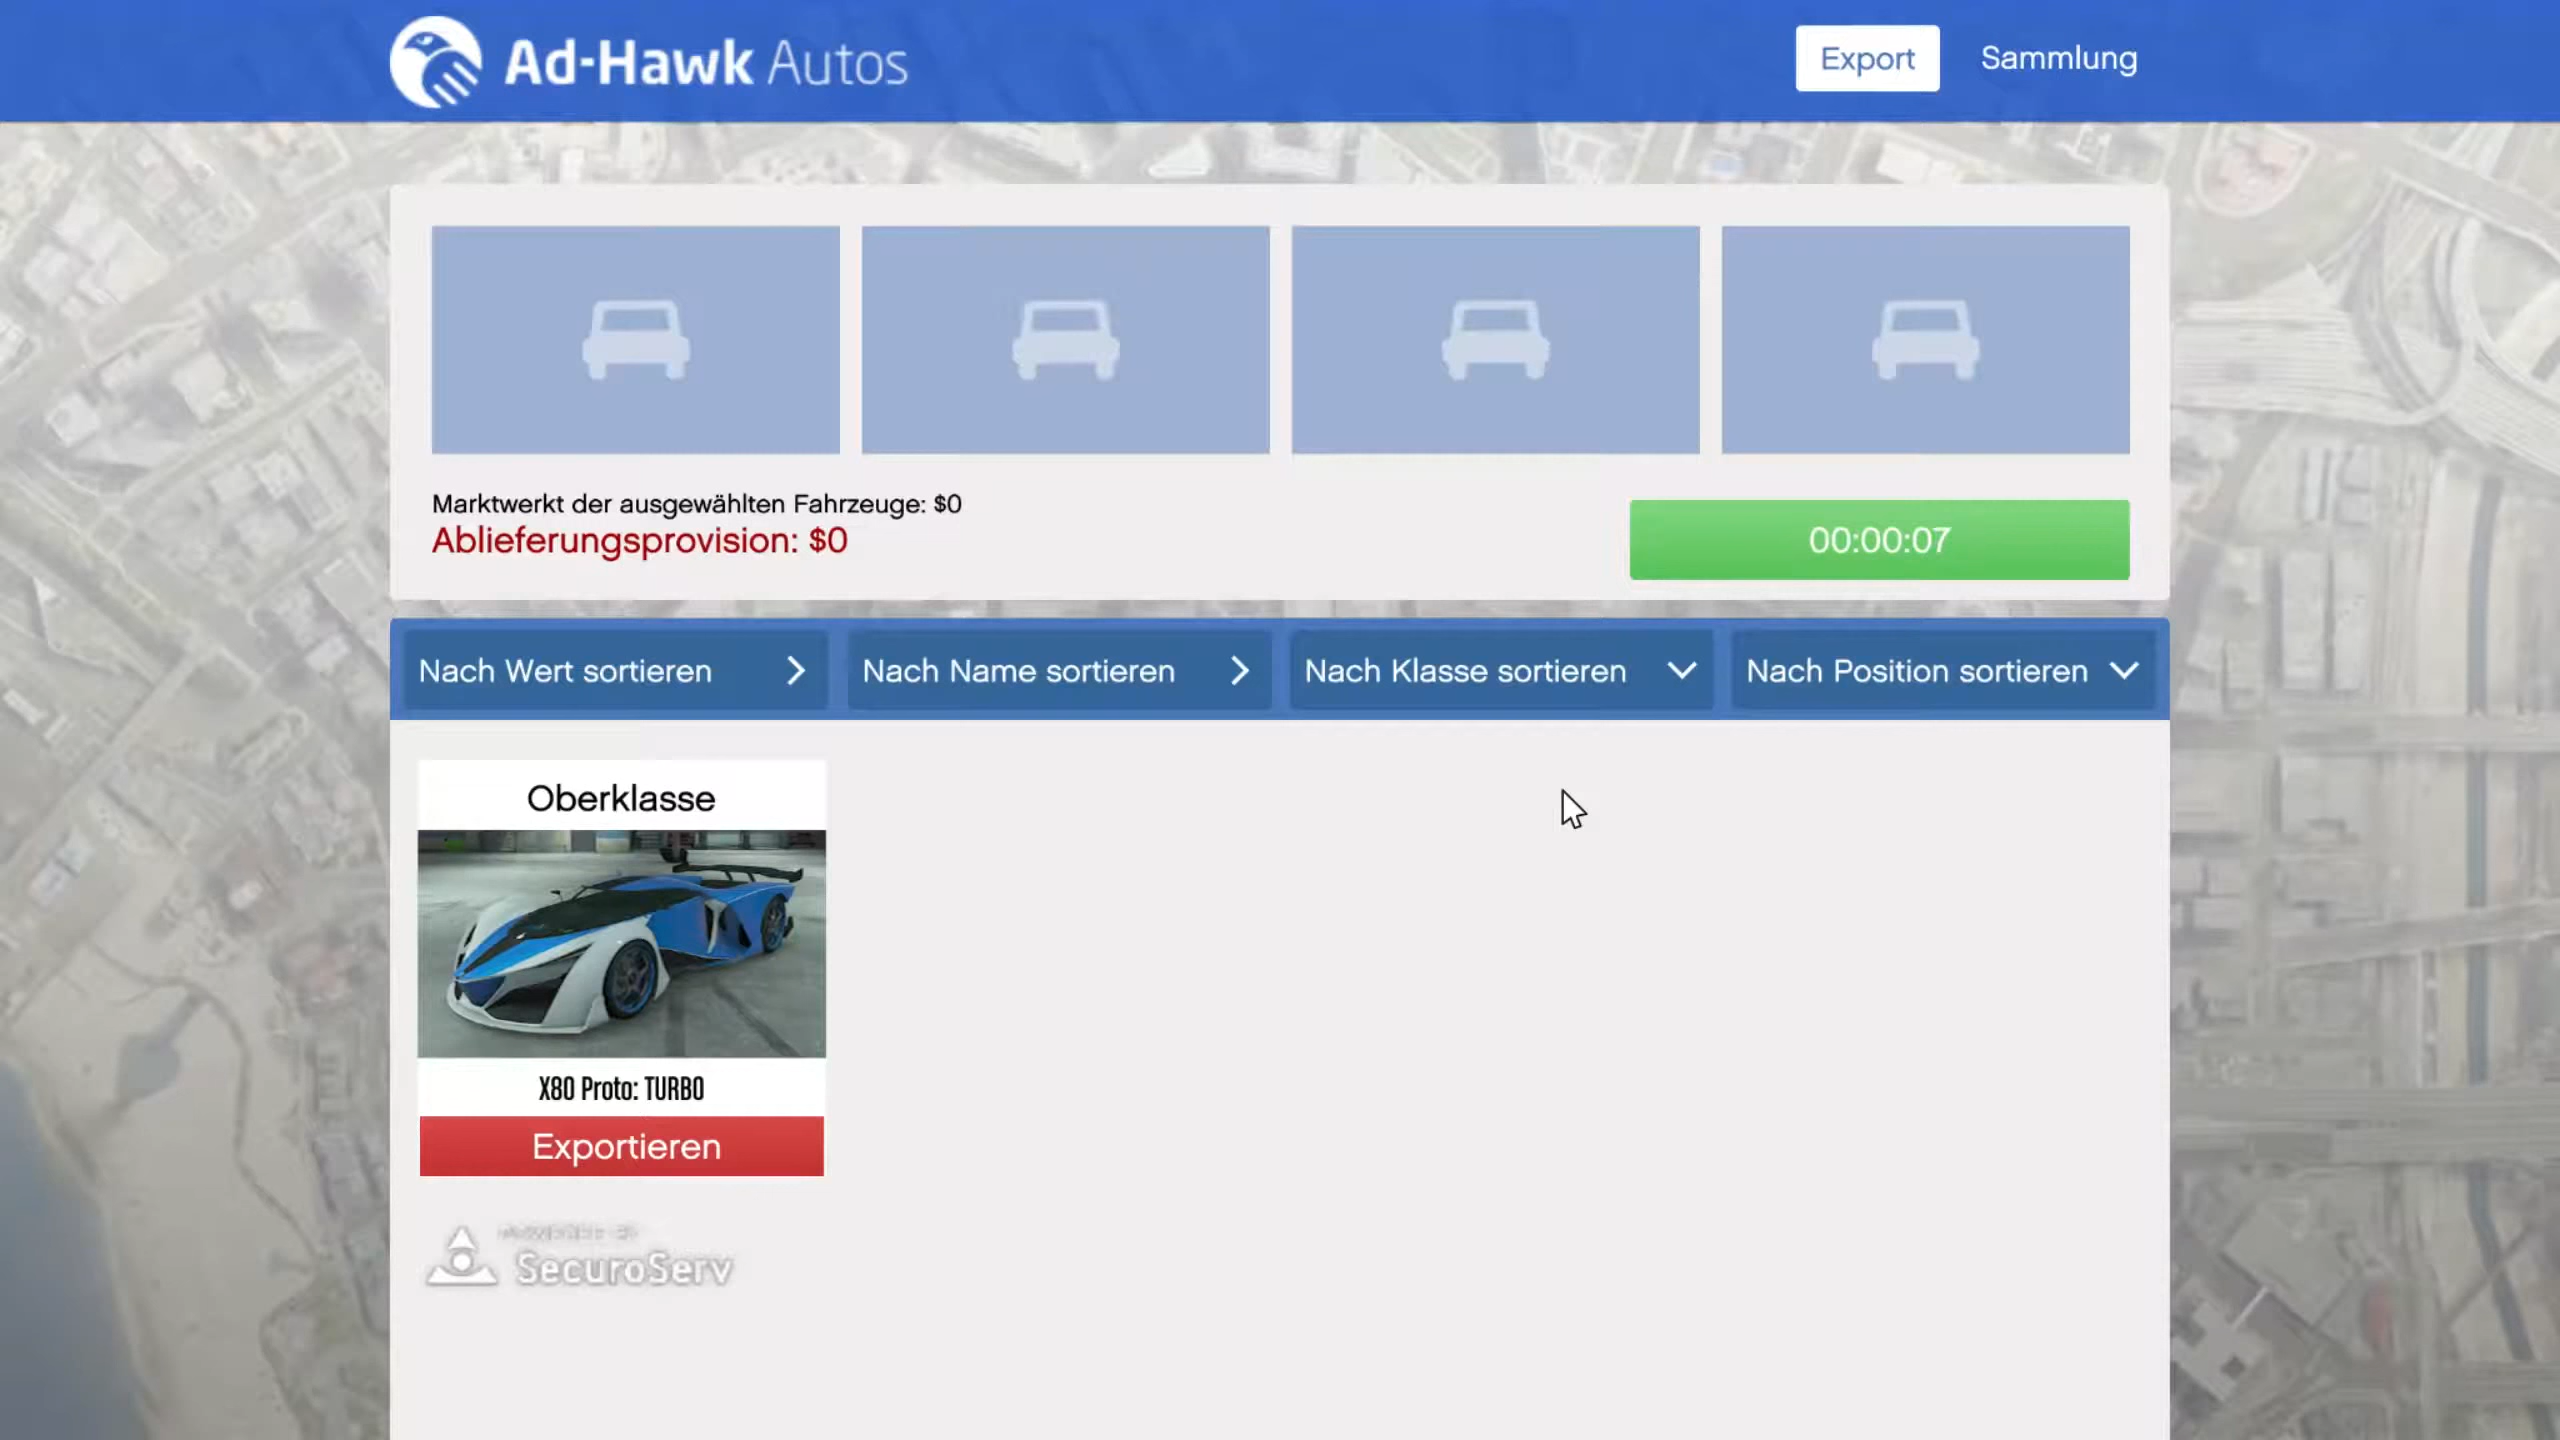 Ad-Hawk Autos
Export
Sammlung
Marktwerkt der ausgewählten Fahrzeuge: $0
Ablieferungsprovision: $0
00:00:07
Nach Wert sortieren
Nach Name sortieren
Nach Klasse sortieren
Nach Position sortieren
Oberklasse
X80 Proto: TURBO
Exportieren
SecuroServ